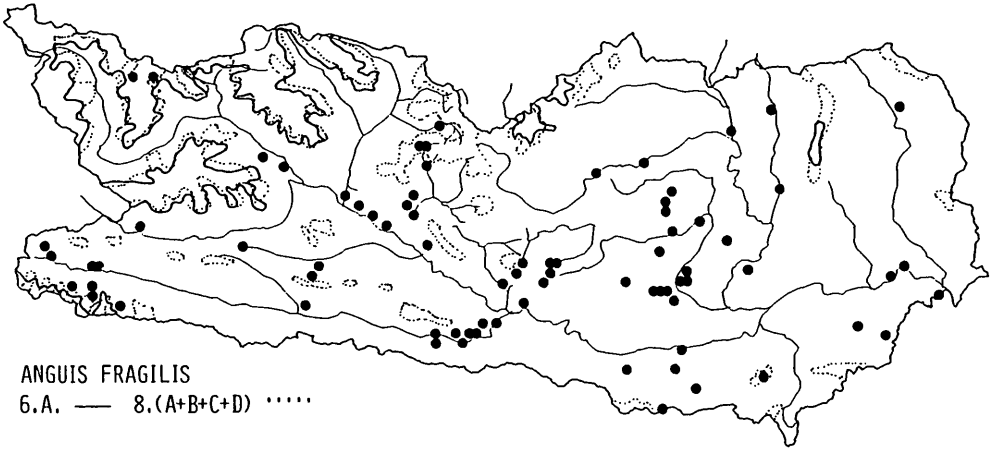 ANGUIS FRAGILIS
6.A. — 8.(A+B+C+D) ·····